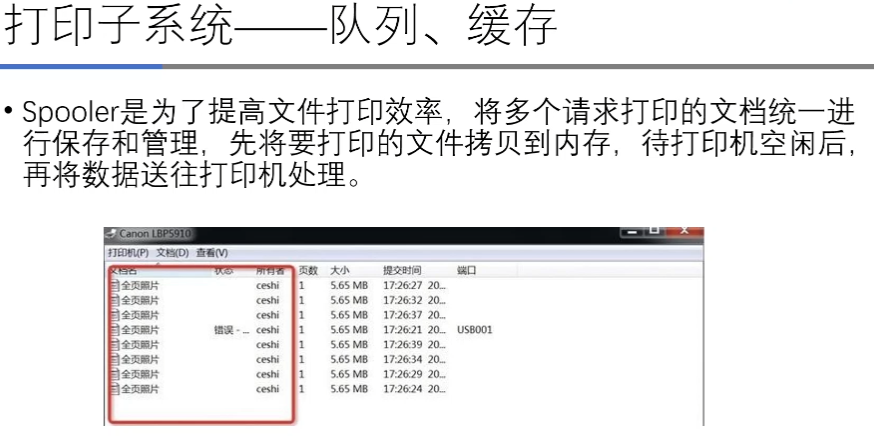 打印子系统——队列、缓存
• Spooler是为了提高文件打印效率，将多个请求打印的文档统一进
行保存和管理，先将要打印的文件拷贝到内存，待打印机空闲后，
再将数据送往打印机处理。
Canon LBP5910
打印机(P) 文档(D) 查看(V)
文档名 状态 所有者 页数 大小 提交时间 端口
全页照片 ceshi 1 5.65 MB 17:26:27 20...
全页照片 ceshi 1 5.65 MB 17:26:32 20...
全页照片 ceshi 1 5.65 MB 17:26:37 20...
全页照片 错误 - ... ceshi 1 5.65 MB 17:26:21 20... USB001
全页照片 ceshi 1 5.65 MB 17:26:39 20...
全页照片 ceshi 1 5.65 MB 17:26:34 20...
全页照片 ceshi 1 5.65 MB 17:26:29 20...
全页照片 ceshi 1 5.65 MB 17:26:24 20...